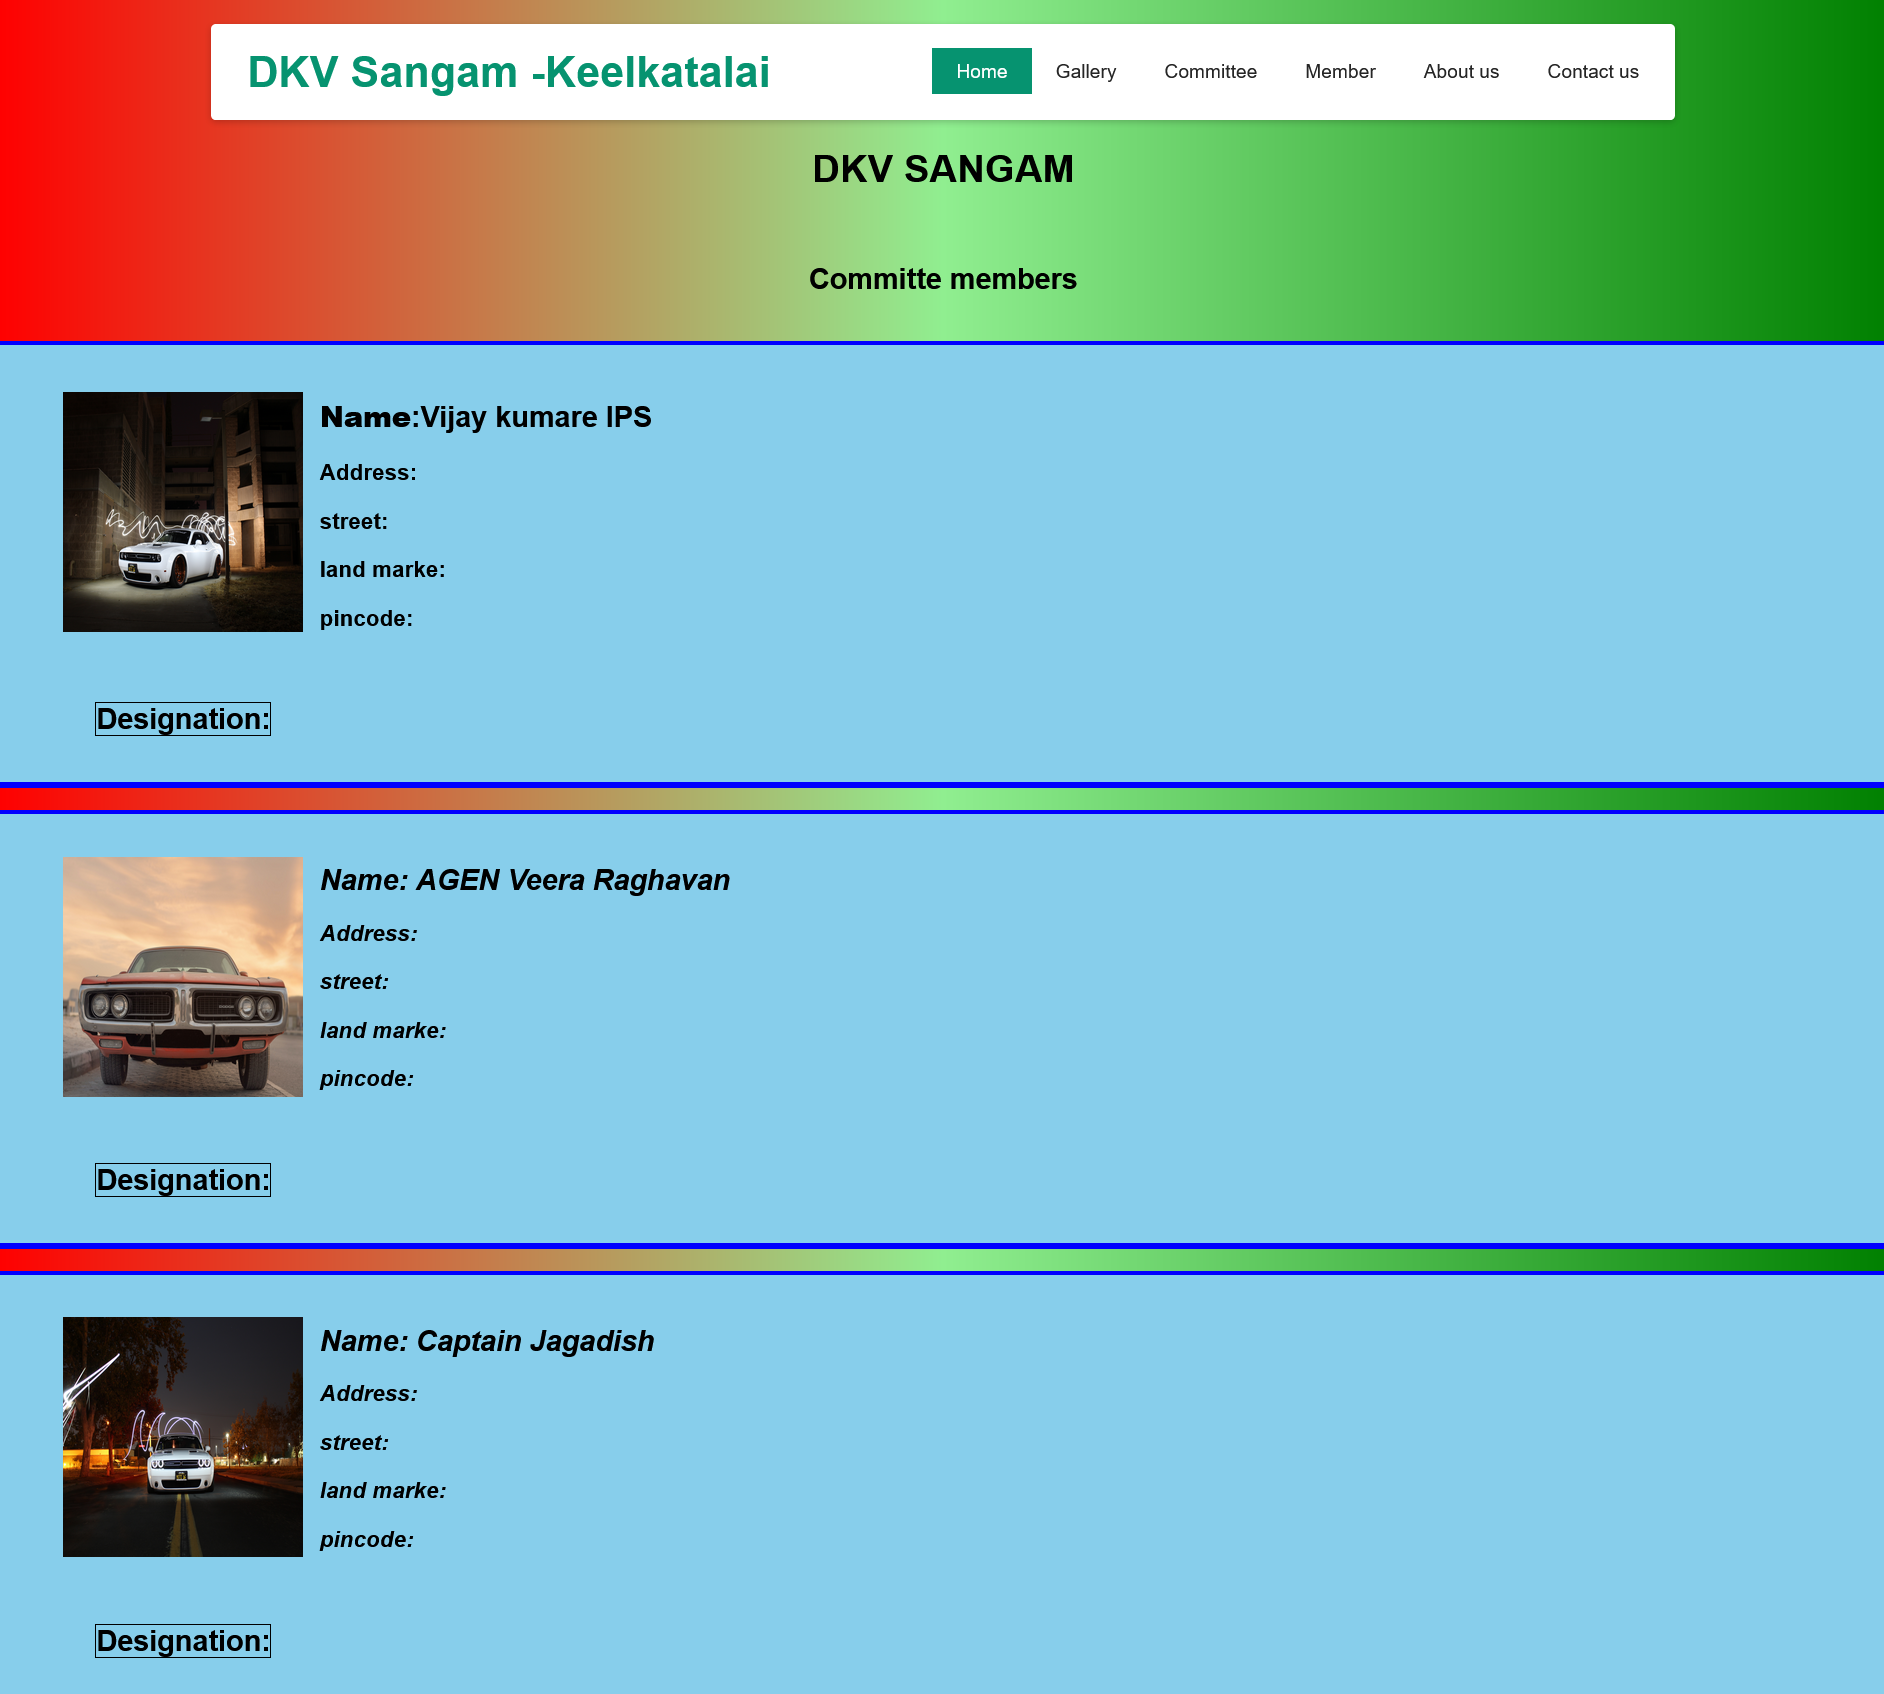 DKV Sangam -Keelkatalai
Home Gallery Committee Member About us Contact us
DKV SANGAM
Committe members
Name:Vijay kumare IPS
Address:
street:
land marke:
pincode:
Designation:
Name: AGEN Veera Raghavan
Address:
street:
land marke:
pincode:
Designation:
Name: Captain Jagadish
Address:
street:
land marke:
pincode:
Designation: